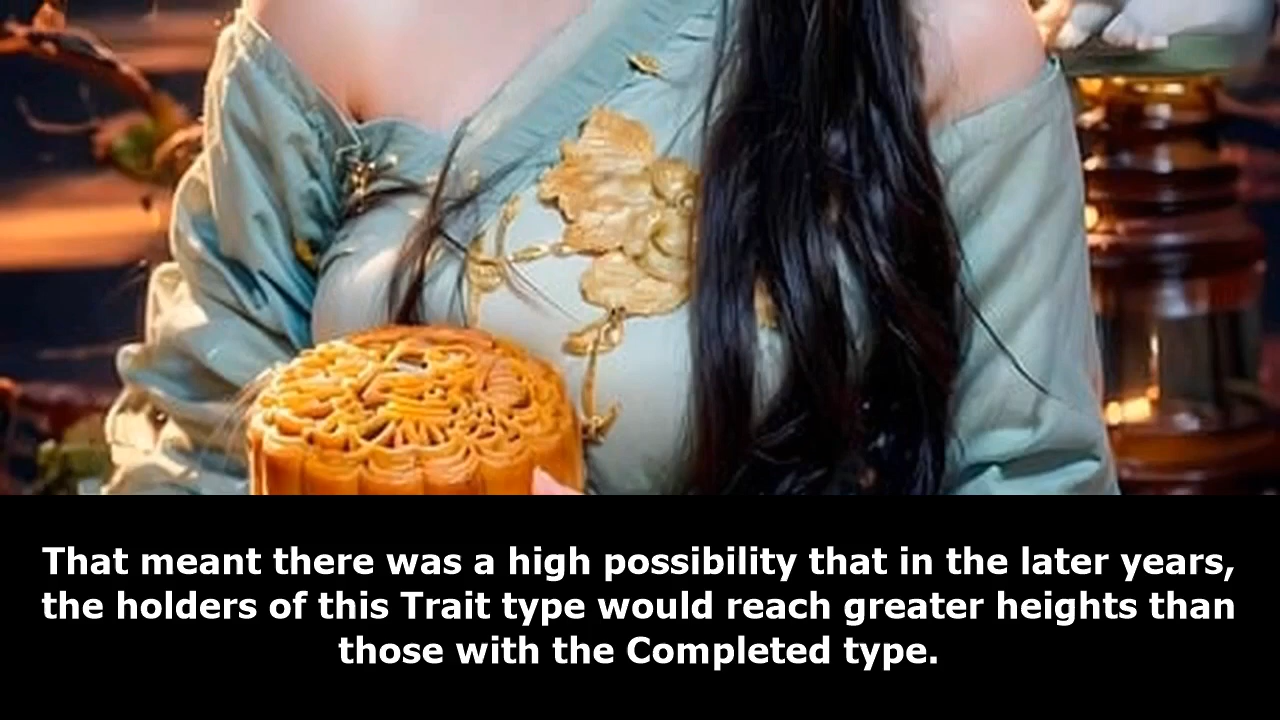 That meant there was a high possibility that in the later years,
the holders of this Trait type would reach greater heights than
those with the Completed type.